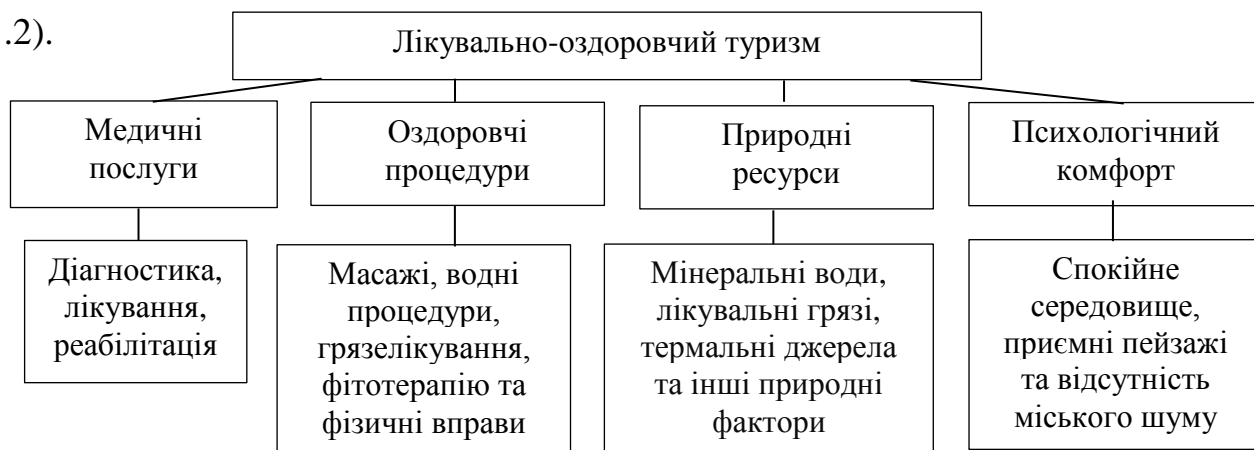 .2).
Лікувально-оздоровчий туризм
Медичні
послуги
Оздоровчі
процедури
Природні
ресурси
Психологічний
комфорт
Діагностика,
лікування,
реабілітація
Масажі, водні
процедури,
грязелікування,
фітотерапію та
фізичні вправи
Мінеральні води,
лікувальні грязі,
термальні джерела
та інші природні
фактори
Спокійне
середовище,
приємні пейзажі
та відсутність
міського шуму